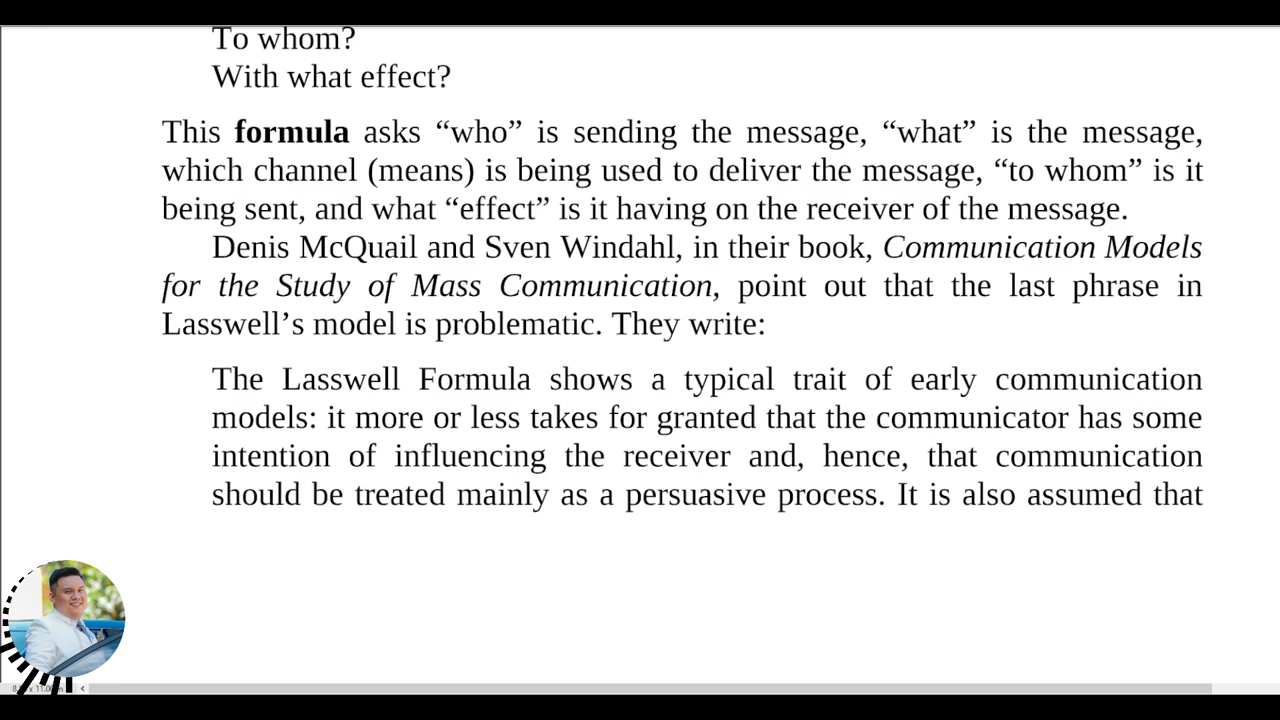 To whom?
With what effect?
This formula asks “who” is sending the message, “what” is the message,
which channel (means) is being used to deliver the message, “to whom” is it
being sent, and what “effect” is it having on the receiver of the message.
Denis McQuail and Sven Windahl, in their book, Communication Models
for the Study of Mass Communication, point out that the last phrase in
Lasswell’s model is problematic. They write:
The Lasswell Formula shows a typical trait of early communication
models: it more or less takes for granted that the communicator has some
intention of influencing the receiver and, hence, that communication
should be treated mainly as a persuasive process. It is also assumed that